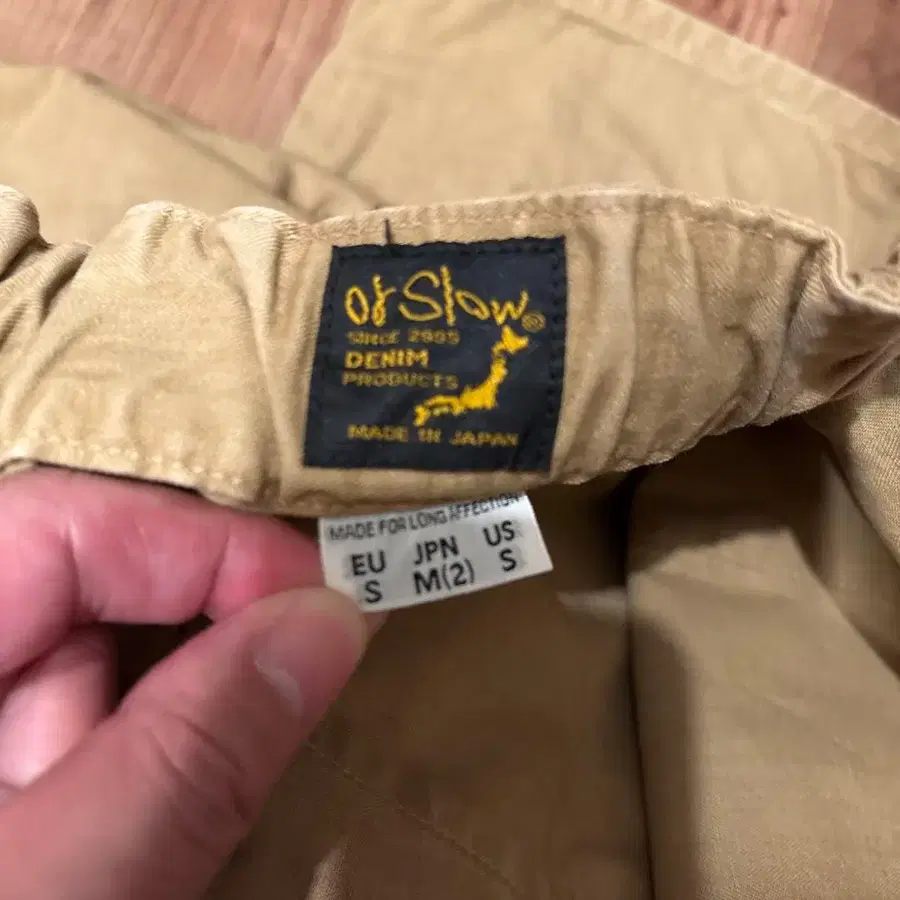 orSlow®
SINCE 2005
DENIM
PRODUCTS
MADE IN JAPAN
MADE FOR LONG AFFECTION
EU JPN US
S M(2) S